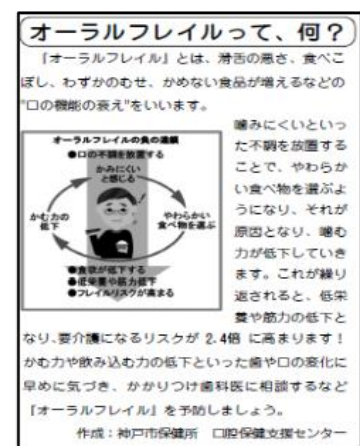 オーラルフレイルって、何？
「オーラルフレイル」とは、滑舌の悪さ、食べこ
ぼし、わずかのむせ、かめない食品が増えるなどの
"口の機能の衰え"をいいます。
オーラルフレイルの負の連鎖
●口の不調を放置する
かみにくい
と感じる
かむ力の
低下
やわらかい
食べ物を選ぶ
●食欲が低下する
●低栄養や筋力低下
●フレイルリスクが高まる
噛みにくいといっ
た不調を放置する
ことで、やわらか
い食べ物を選ぶよ
うになり、それが
原因となり、噛む
力が低下していき
ます。これが繰り
返されると、低栄
養や筋力の低下と
なり、要介護になるリスクが 2.4倍 に高まります！
かむ力や飲み込む力の低下といった歯や口の変化に
早めに気づき、かかりつけ歯科医に相談するなど
「オーラルフレイル」を予防しましょう。
作成：神戸市保健所　口腔保健支援センター